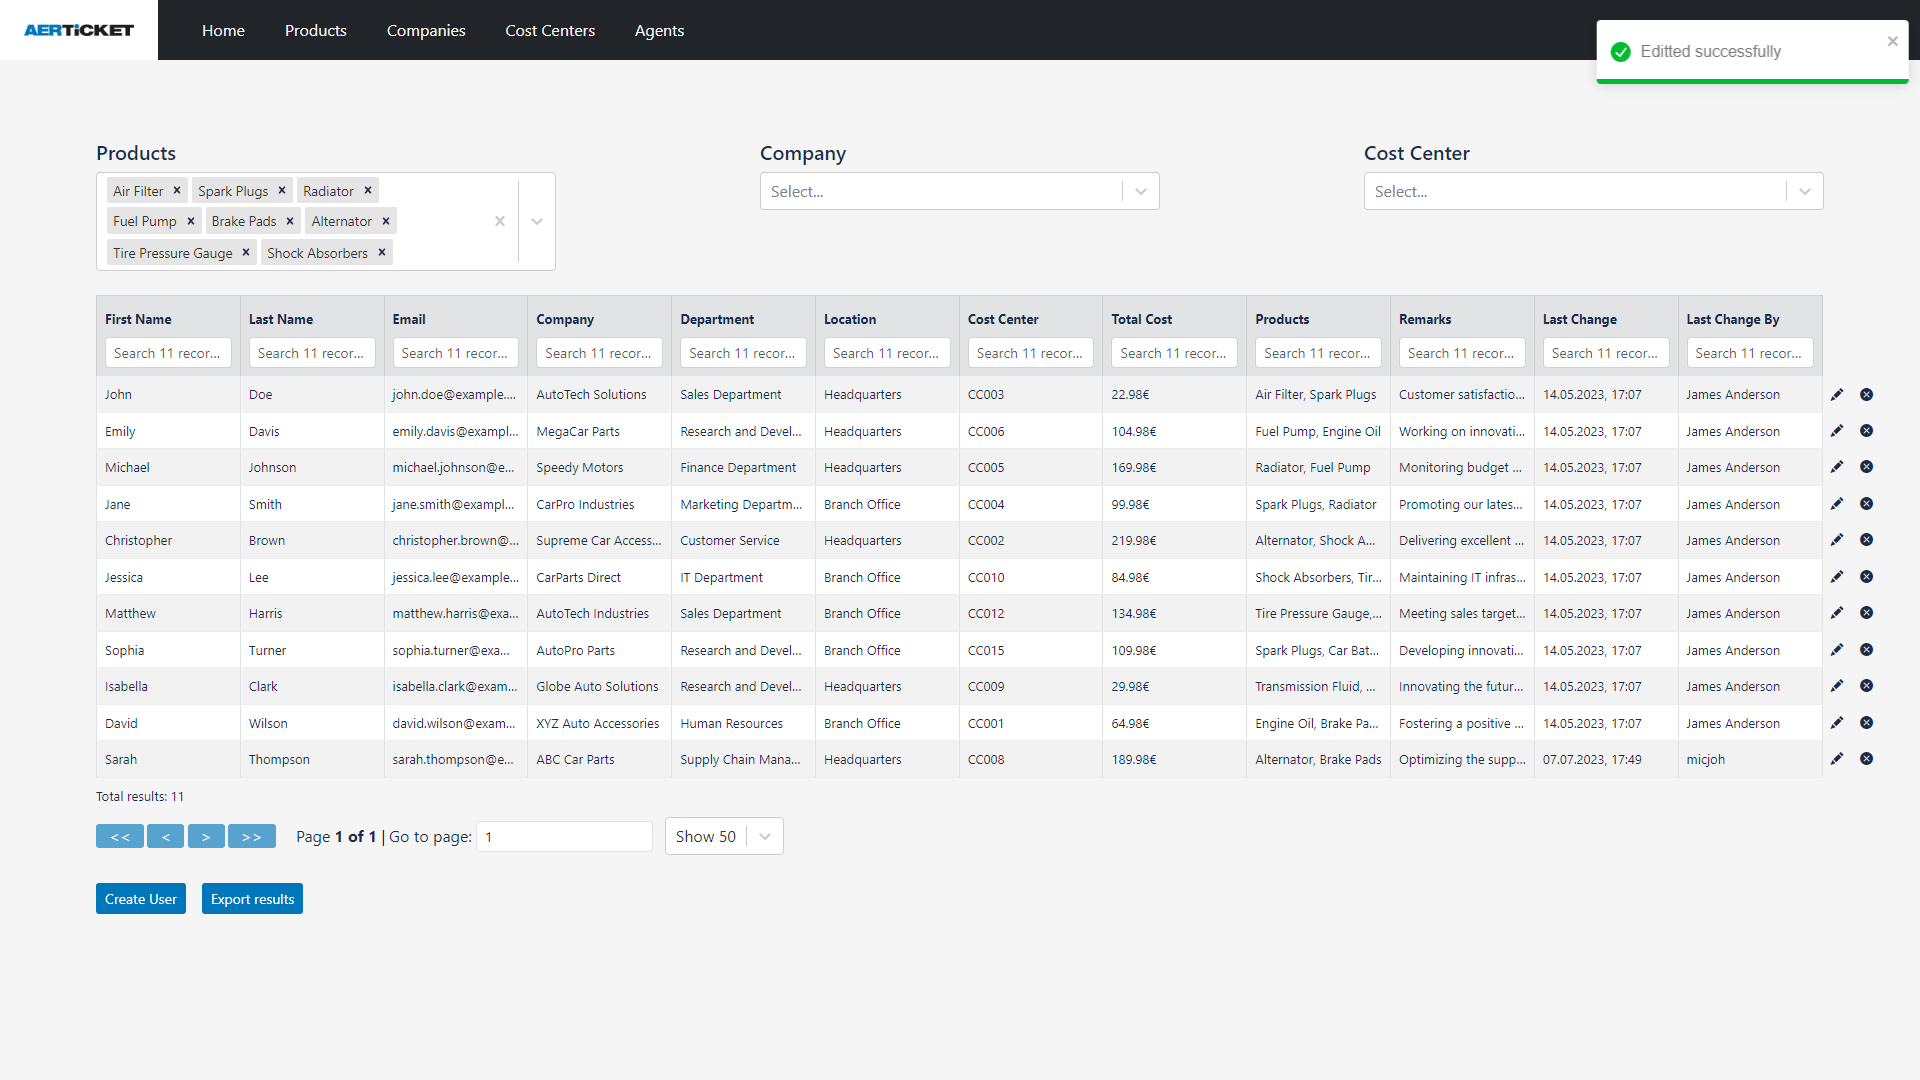 AERTiCKET Home Products Companies Cost Centers Agents
Editted successfully
Products Company Cost Center
Air Filter × Spark Plugs × Radiator × Select... Select...
Fuel Pump × Brake Pads × Alternator ×
Tire Pressure Gauge × Shock Absorbers ×
First Name Last Name Email Company Department Location Cost Center Total Cost Products Remarks Last Change Last Change By
Search 11 recor... Search 11 recor... Search 11 recor... Search 11 recor... Search 11 recor... Search 11 recor... Search 11 recor... Search 11 recor... Search 11 recor... Search 11 recor... Search 11 recor... Search 11 recor...
John Doe john.doe@example.... AutoTech Solutions Sales Department Headquarters CC003 22.98€ Air Filter, Spark Plugs Customer satisfactio... 14.05.2023, 17:07 James Anderson
Emily Davis emily.davis@exampl... MegaCar Parts Research and Devel... Headquarters CC006 104.98€ Fuel Pump, Engine Oil Working on innovati... 14.05.2023, 17:07 James Anderson
Michael Johnson michael.johnson@e... Speedy Motors Finance Department Headquarters CC005 169.98€ Radiator, Fuel Pump Monitoring budget ... 14.05.2023, 17:07 James Anderson
Jane Smith jane.smith@exampl... CarPro Industries Marketing Departm... Branch Office CC004 99.98€ Spark Plugs, Radiator Promoting our lates... 14.05.2023, 17:07 James Anderson
Christopher Brown christopher.brown@... Supreme Car Access... Customer Service Headquarters CC002 219.98€ Alternator, Shock A... Delivering excellent ... 14.05.2023, 17:07 James Anderson
Jessica Lee jessica.lee@example... CarParts Direct IT Department Branch Office CC010 84.98€ Shock Absorbers, Tir... Maintaining IT infras... 14.05.2023, 17:07 James Anderson
Matthew Harris matthew.harris@exa... AutoTech Industries Sales Department Branch Office CC012 134.98€ Tire Pressure Gauge,... Meeting sales target... 14.05.2023, 17:07 James Anderson
Sophia Turner sophia.turner@exa... AutoPro Parts Research and Devel... Branch Office CC015 109.98€ Spark Plugs, Car Bat... Developing innovati... 14.05.2023, 17:07 James Anderson
Isabella Clark isabella.clark@exam... Globe Auto Solutions Research and Devel... Headquarters CC009 29.98€ Transmission Fluid, ... Innovating the futur... 14.05.2023, 17:07 James Anderson
David Wilson david.wilson@exam... XYZ Auto Accessories Human Resources Branch Office CC001 64.98€ Engine Oil, Brake Pa... Fostering a positive ... 14.05.2023, 17:07 James Anderson
Sarah Thompson sarah.thompson@e... ABC Car Parts Supply Chain Mana... Headquarters CC008 189.98€ Alternator, Brake Pads Optimizing the supp... 07.07.2023, 17:49 micjoh
Total results: 11
<< < > >> Page 1 of 1 | Go to page: 1 Show 50
Create User Export results